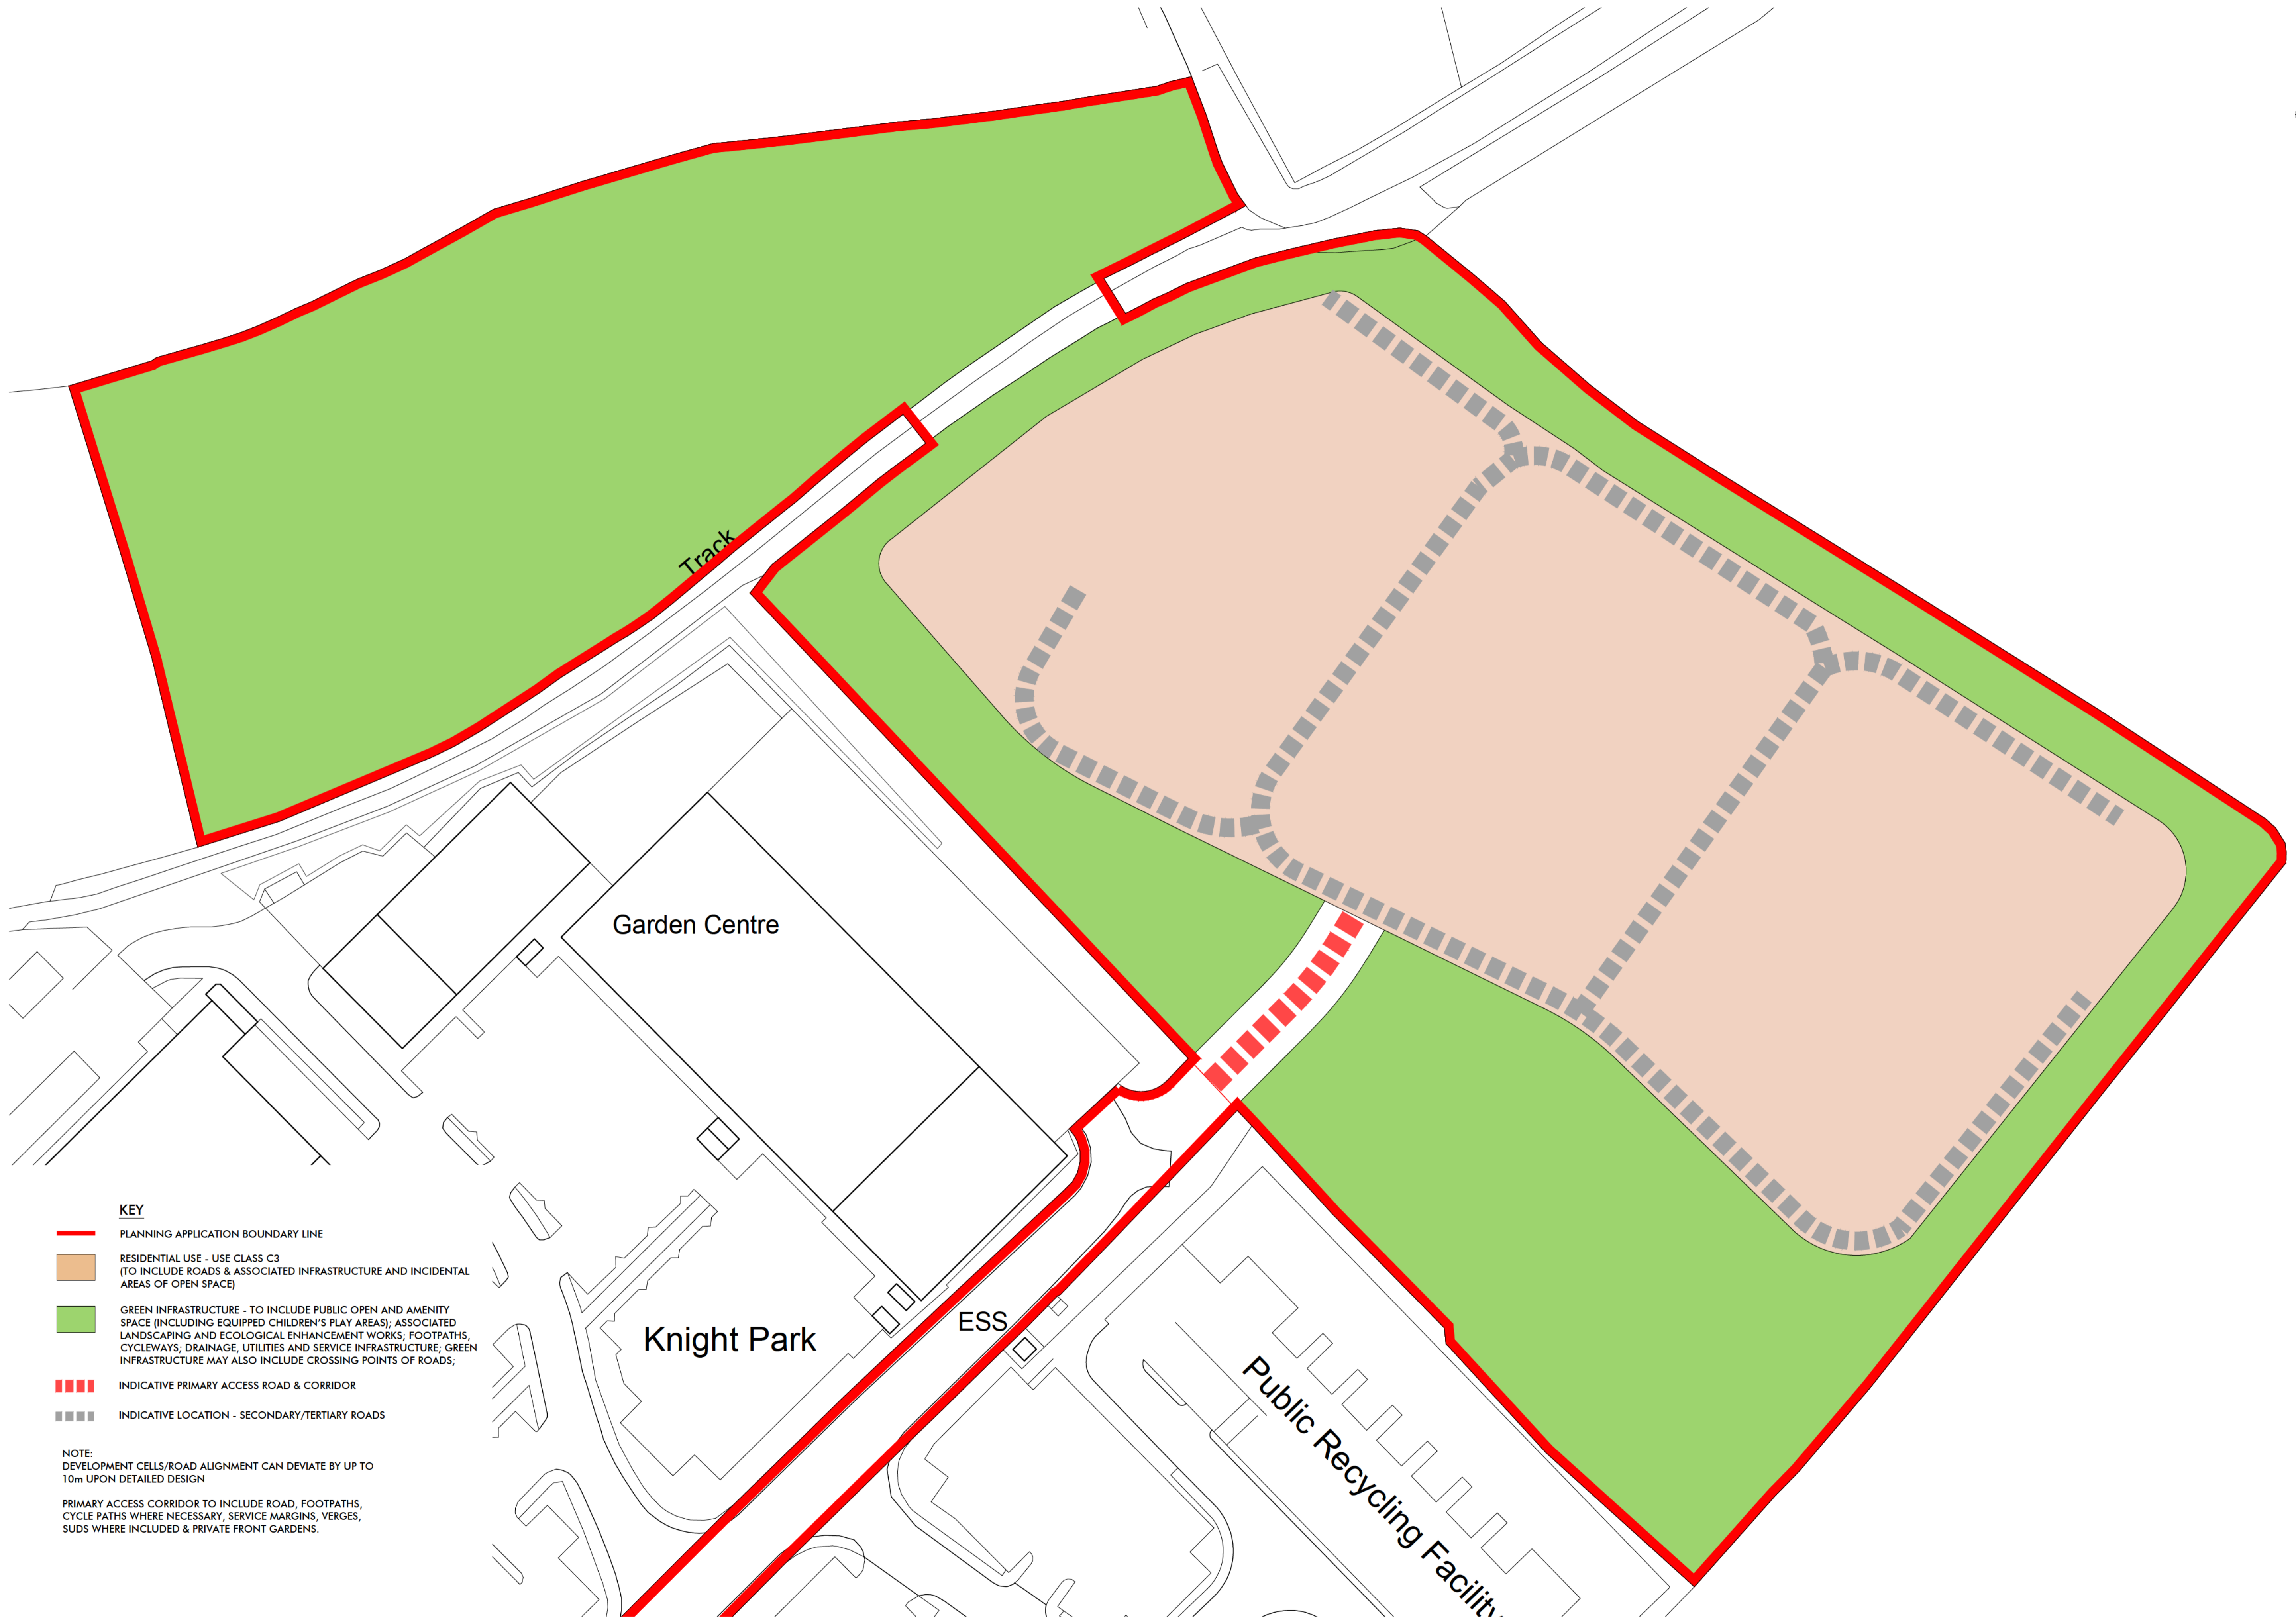 Track
Garden Centre
Knight Park
ESS
Public Recycling Facility
KEY
PLANNING APPLICATION BOUNDARY LINE
RESIDENTIAL USE - USE CLASS C3
(TO INCLUDE ROADS & ASSOCIATED INFRASTRUCTURE AND INCIDENTAL
AREAS OF OPEN SPACE)
GREEN INFRASTRUCTURE - TO INCLUDE PUBLIC OPEN AND AMENITY
SPACE (INCLUDING EQUIPPED CHILDREN'S PLAY AREAS); ASSOCIATED
LANDSCAPING AND ECOLOGICAL ENHANCEMENT WORKS; FOOTPATHS,
CYCLEWAYS; DRAINAGE, UTILITIES AND SERVICE INFRASTRUCTURE; GREEN
INFRASTRUCTURE MAY ALSO INCLUDE CROSSING POINTS OF ROADS;
INDICATIVE PRIMARY ACCESS ROAD & CORRIDOR
INDICATIVE LOCATION - SECONDARY/TERTIARY ROADS
NOTE:
DEVELOPMENT CELLS/ROAD ALIGNMENT CAN DEVIATE BY UP TO
10m UPON DETAILED DESIGN
PRIMARY ACCESS CORRIDOR TO INCLUDE ROAD, FOOTPATHS,
CYCLE PATHS WHERE NECESSARY, SERVICE MARGINS, VERGES,
SUDS WHERE INCLUDED & PRIVATE FRONT GARDENS.